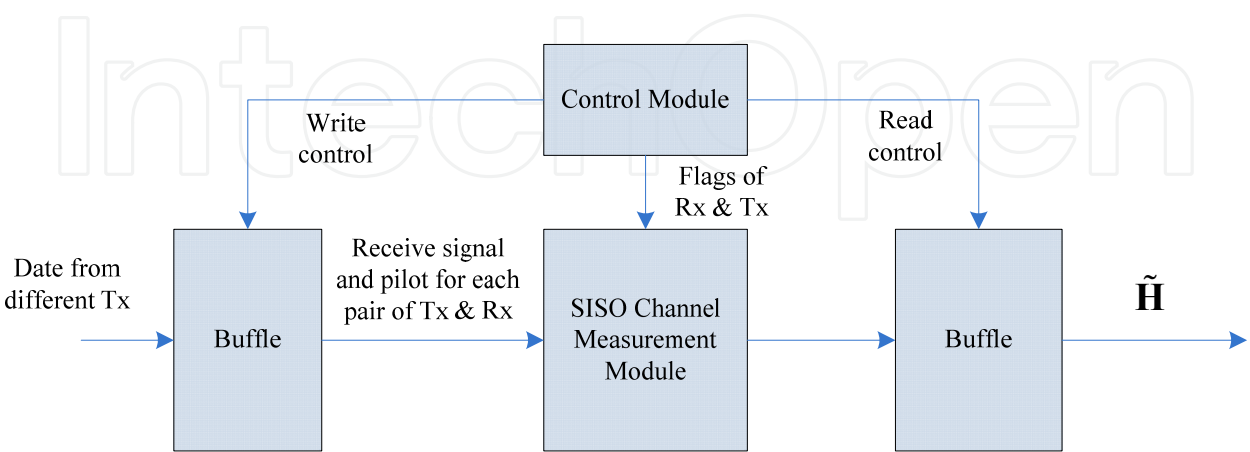 IntechOpen
Control Module
Write
control
Read
control
Flags of
Rx & Tx
Date from
different Tx
Receive signal
and pilot for each
pair of Tx & Rx
Buffle
SISO Channel
Measurement
Module
Buffle
H̃